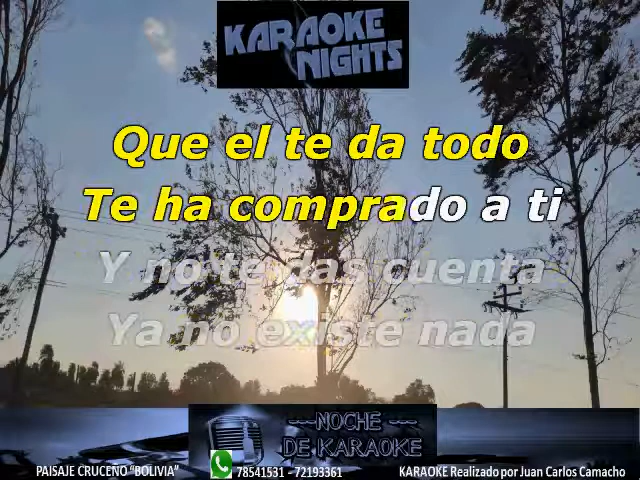 KARAOKE
NIGHTS
Que el te da todo
Te ha comprado a ti
Y no te das cuenta
Ya no existe nada
---NOCHE---
DE KARAOKE
PAISAJE CRUCEÑO "BOLIVIA"
78541531 - 72193361
KARAOKE Realizado por Juan Carlos Camacho